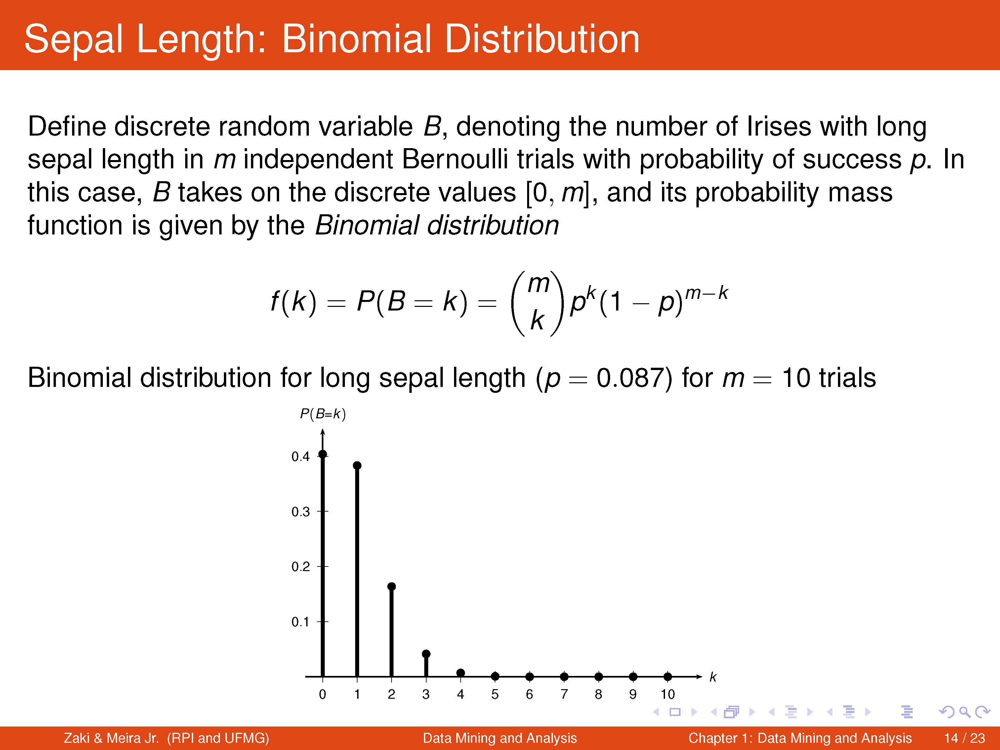 Sepal Length: Binomial Distribution
Define discrete random variable B, denoting the number of Irises with long
sepal length in m independent Bernoulli trials with probability of success p. In
this case, B takes on the discrete values [0, m], and its probability mass
function is given by the Binomial distribution
f(k) = P(B = k) = \binom{m}{k} p^k (1 − p)^{m−k}
Binomial distribution for long sepal length (p = 0.087) for m = 10 trials
P(B=k)
0.4
0.3
0.2
0.1
k
0 1 2 3 4 5 6 7 8 9 10
Zaki & Meira Jr. (RPI and UFMG) Data Mining and Analysis Chapter 1: Data Mining and Analysis 14 / 23